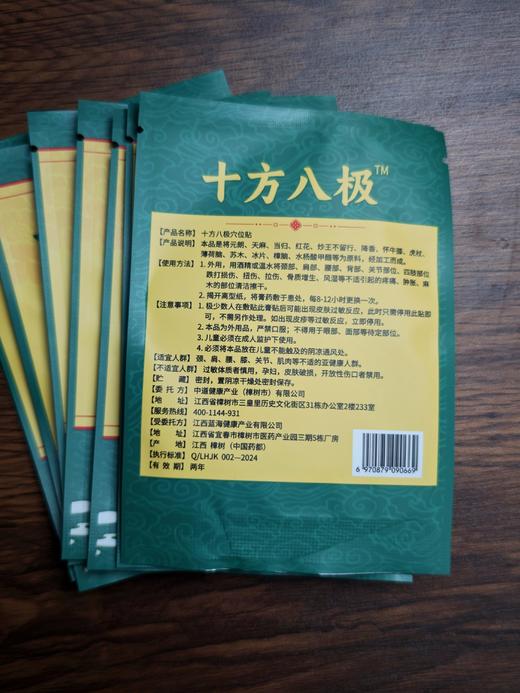 十方八极™
【产品名称】 十方八极穴位贴
【产品说明】 本品是将元朗、天麻、当归、红花、炒王不留行、降香、怀牛膝、虎杖、
薄荷脑、苏木、冰片、樟脑、水杨酸甲醋等为原料，经加工而成。
【使用方法】 1. 外用，用酒精或温水将颈部、肩部、腰部、背部、关节部位、四肢部位
跌打损伤、扭伤、拉伤、骨质增生、风湿等不适引起的疼痛、肿胀、麻
木的部位清洁擦干。
2. 揭开离型纸，将膏药敷于患处，每8-12小时更换一次。
【注意事项】 1. 极少数人在敷贴此膏贴后可能出现皮肤过敏反应，此时只需停用此贴即
可，不需另作处理。如出现皮疹等过敏反应，立即停用。
2. 本品为外用品，严禁口服；不得用于眼部、面部等待定部位。
3. 儿童必须在成人监护下使用。
4. 必须将本品放在儿童不能触及的阴凉通风处。
【适宜人群】 颈、肩、腰、膝、关节、肌肉等不适的亚健康人群。
【不适宜人群】 过敏体质者慎用，孕妇，皮肤破损，开放性伤口者禁用。
【贮 藏】 密封，置阴凉干燥处密封保存。
【委 托 方】 中道健康产业（樟树市）有限公司
【地 址】 江西省樟树市三皇里历史文化街区31栋办公室2楼233室
【服务热线】 400-1144-931
【受委托方】 江西蓝海健康产业有限公司
【地 址】 江西省宜春市樟树市医药产业园三期5栋厂房
【产 地】 江西 樟树（中国药都）
【执行标准】 Q/LHJK 002—2024
【有 效 期】 两年
6 970879 090669